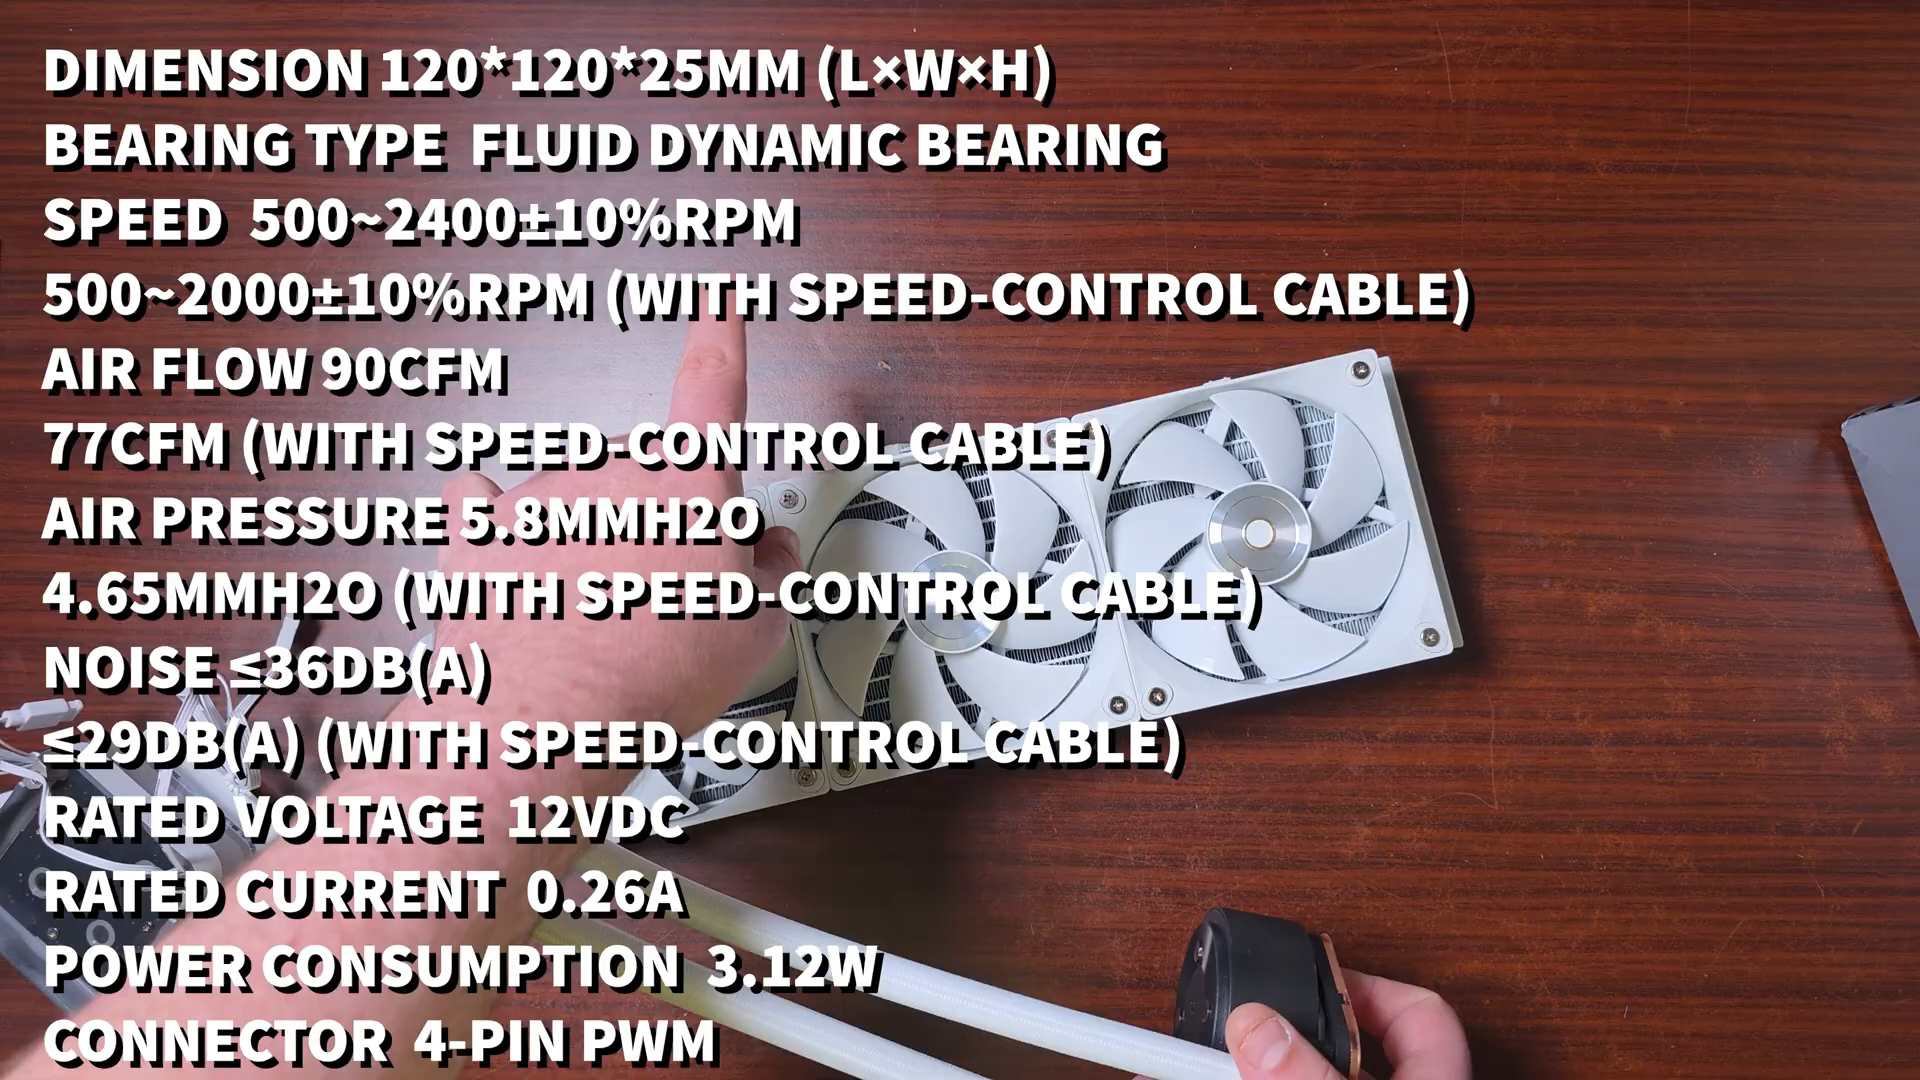 DIMENSION 120*120*25MM (L×W×H)
BEARING TYPE FLUID DYNAMIC BEARING
SPEED 500~2400±10%RPM
500~2000±10%RPM (WITH SPEED-CONTROL CABLE)
AIR FLOW 90CFM
77CFM (WITH SPEED-CONTROL CABLE)
AIR PRESSURE 5.8MMH2O
4.65MMH2O (WITH SPEED-CONTROL CABLE)
NOISE ≤36DB(A)
≤29DB(A) (WITH SPEED-CONTROL CABLE)
RATED VOLTAGE 12VDC
RATED CURRENT 0.26A
POWER CONSUMPTION 3.12W
CONNECTOR 4-PIN PWM